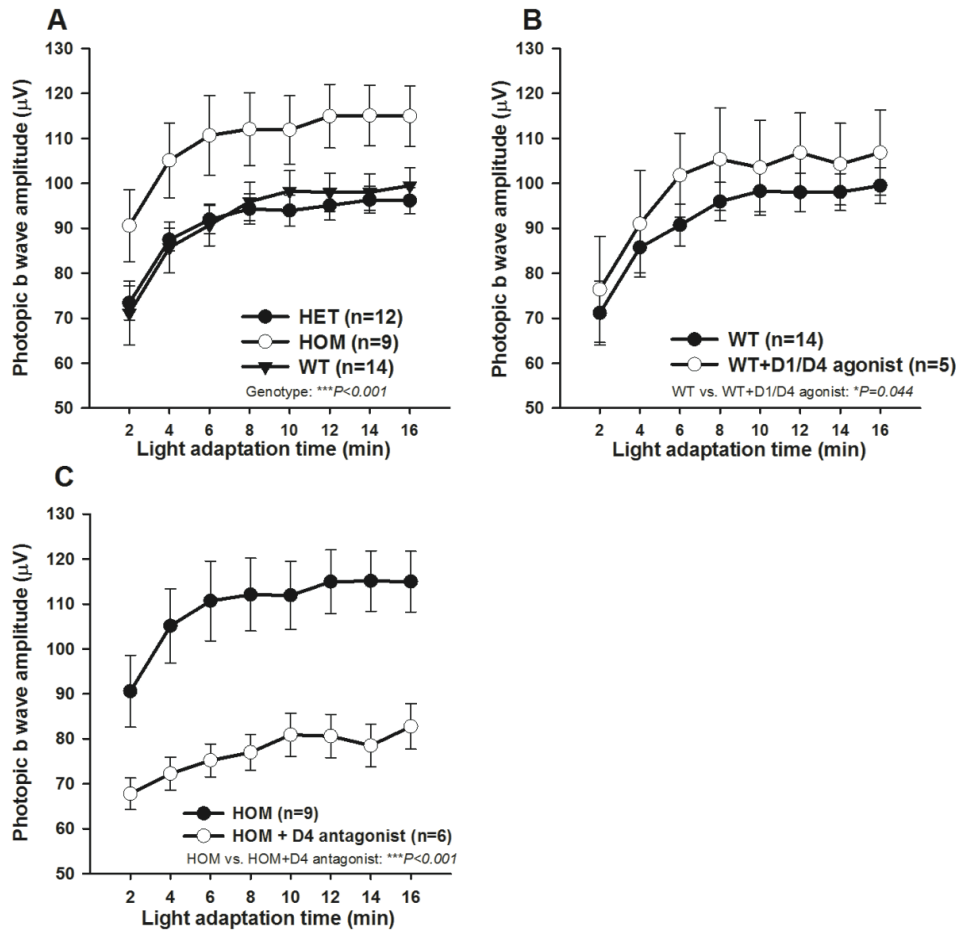 A
130
120
110
100
90
80
70
60
50
Photopic b wave amplitude (μV)
HET (n=12)
HOM (n=9)
WT (n=14)
Genotype: ***P<0.001
2 4 6 8 10 12 14 16
Light adaptation time (min)
B
130
120
110
100
90
80
70
60
50
Photopic b wave amplitude (μV)
WT (n=14)
WT+D1/D4 agonist (n=5)
WT vs. WT+D1/D4 agonist: *P=0.044
2 4 6 8 10 12 14 16
Light adaptation time (min)
C
130
120
110
100
90
80
70
60
50
Photopic b wave amplitude (μV)
HOM (n=9)
HOM + D4 antagonist (n=6)
HOM vs. HOM+D4 antagonist: ***P<0.001
2 4 6 8 10 12 14 16
Light adaptation time (min)